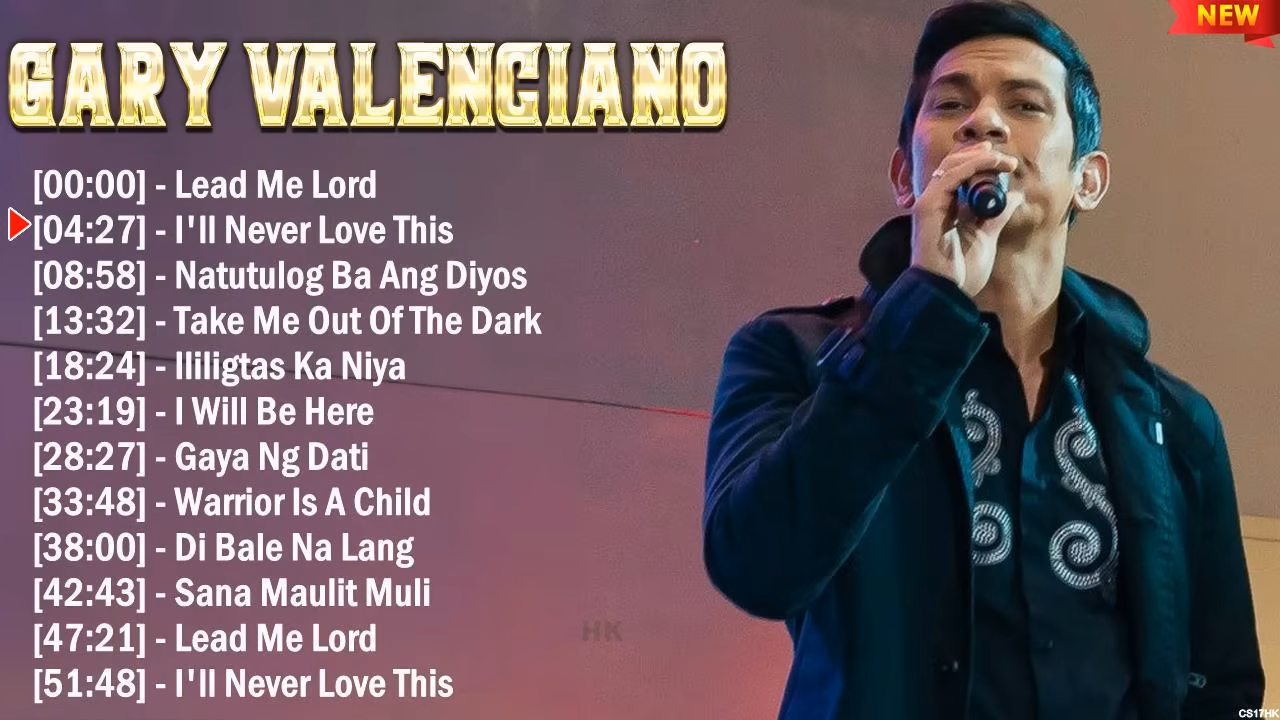 NEW
GARY VALENCIANO
[00:00] - Lead Me Lord
[04:27] - I'll Never Love This
[08:58] - Natutulog Ba Ang Diyos
[13:32] - Take Me Out Of The Dark
[18:24] - Ililigtas Ka Niya
[23:19] - I Will Be Here
[28:27] - Gaya Ng Dati
[33:48] - Warrior Is A Child
[38:00] - Di Bale Na Lang
[42:43] - Sana Maulit Muli
[47:21] - Lead Me Lord
HK
[51:48] - I'll Never Love This
CS17HK